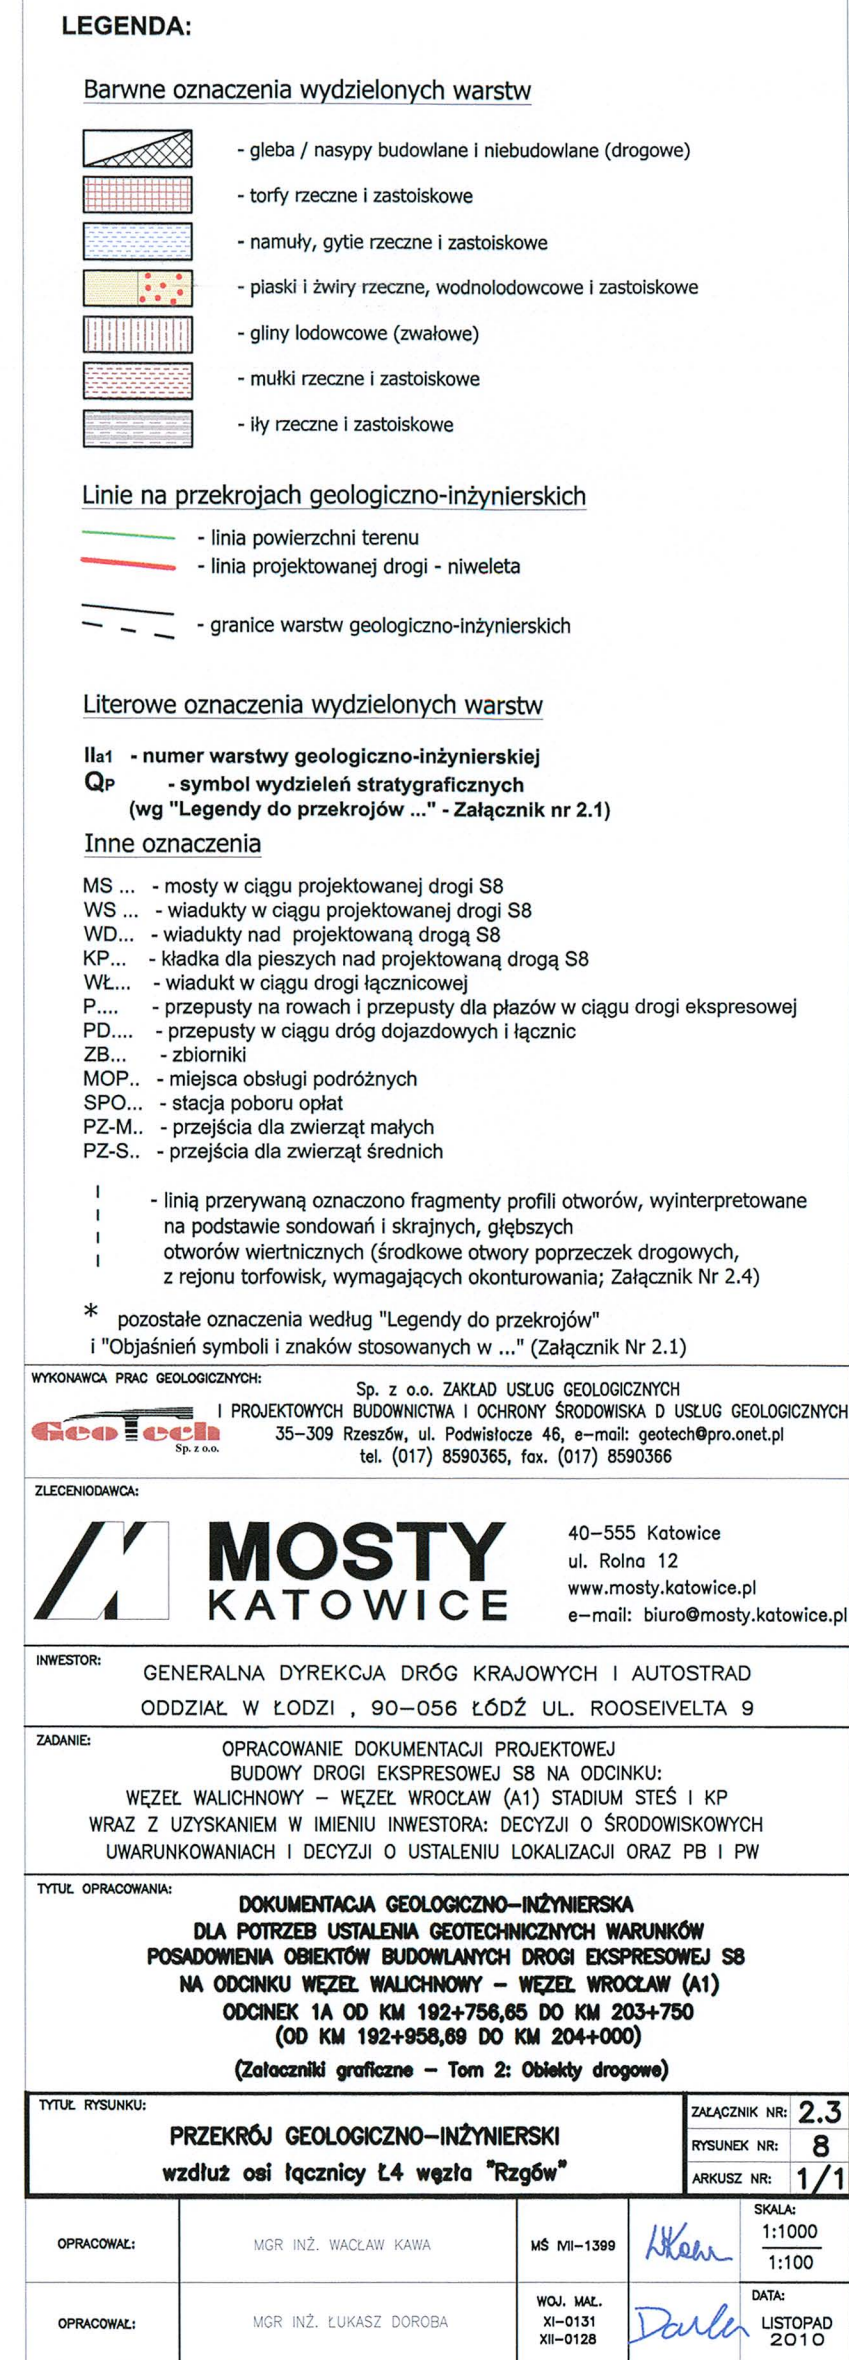 LEGENDA:
Barwne oznaczenia wydzielonych warstw
- gleba / nasypy budowlane i niebudowlane (drogowe)
- torfy rzeczne i zastoiskowe
- namuły, gytie rzeczne i zastoiskowe
- piaski i żwiry rzeczne, wodnolodowcowe i zastoiskowe
- gliny lodowcowe (zwałowe)
- mułki rzeczne i zastoiskowe
- iły rzeczne i zastoiskowe
Linie na przekrojach geologiczno-inżynierskich
- linia powierzchni terenu
- linia projektowanej drogi - niweleta
- granice warstw geologiczno-inżynierskich
Literowe oznaczenia wydzielonych warstw
IIa1 - numer warstwy geologiczno-inżynierskiej
QP - symbol wydzieleń stratygraficznych
(wg "Legendy do przekrojów ..." - Załącznik nr 2.1)
Inne oznaczenia
MS ... - mosty w ciągu projektowanej drogi S8
WS ... - wiadukty w ciągu projektowanej drogi S8
WD... - wiadukty nad projektowaną drogą S8
KP... - kładka dla pieszych nad projektowaną drogą S8
WŁ... - wiadukt w ciągu drogi łącznicowej
P.... - przepusty na rowach i przepusty dla płazów w ciągu drogi ekspresowej
PD.... - przepusty w ciągu dróg dojazdowych i łącznic
ZB... - zbiorniki
MOP.. - miejsca obsługi podróżnych
SPO... - stacja poboru opłat
PZ-M.. - przejścia dla zwierząt małych
PZ-S.. - przejścia dla zwierząt średnich
- linią przerywaną oznaczono fragmenty profili otworów, wyinterpretowane
na podstawie sondowań i skrajnych, głębszych
otworów wiertnicznych (środkowe otwory poprzeczek drogowych,
z rejonu torfowisk, wymagających okonturowania; Załącznik Nr 2.4)
* pozostałe oznaczenia według "Legendy do przekrojów"
i "Objaśnień symboli i znaków stosowanych w ..." (Załącznik Nr 2.1)
WYKONAWCA PRAC GEOLOGICZNYCH:
GeoTech
Sp. z o.o.
Sp. z o.o. ZAKŁAD USŁUG GEOLOGICZNYCH
I PROJEKTOWYCH BUDOWNICTWA I OCHRONY ŚRODOWISKA D USŁUG GEOLOGICZNYCH
35-309 Rzeszów, ul. Podwisłocze 46, e-mail: geotech@pro.onet.pl
tel. (017) 8590365, fax. (017) 8590366
ZLECENIODAWCA:
MOSTY
KATOWICE
40-555 Katowice
ul. Rolna 12
www.mosty.katowice.pl
e-mail: biuro@mosty.katowice.pl
INWESTOR:
GENERALNA DYREKCJA DRÓG KRAJOWYCH I AUTOSTRAD
ODDZIAŁ W ŁODZI , 90-056 ŁÓDŹ UL. ROOSEIVELTA 9
ZADANIE:
OPRACOWANIE DOKUMENTACJI PROJEKTOWEJ
BUDOWY DROGI EKSPRESOWEJ S8 NA ODCINKU:
WĘZEŁ WALICHNOWY - WĘZEŁ WROCŁAW (A1) STADIUM STEŚ I KP
WRAZ Z UZYSKANIEM W IMIENIU INWESTORA: DECYZJI O ŚRODOWISKOWYCH
UWARUNKOWANIACH I DECYZJI O USTALENIU LOKALIZACJI ORAZ PB I PW
TYTUŁ OPRACOWANIA:
DOKUMENTACJA GEOLOGICZNO-INŻYNIERSKA
DLA POTRZEB USTALENIA GEOTECHNICZNYCH WARUNKÓW
POSADOWIENIA OBIEKTÓW BUDOWLANYCH DROGI EKSPRESOWEJ S8
NA ODCINKU WĘZEŁ WALICHNOWY - WĘZEŁ WROCŁAW (A1)
ODCINEK 1A OD KM 192+756,65 DO KM 203+750
(OD KM 192+958,69 DO KM 204+000)
(Załaczniki graficzne - Tom 2: Obiekty drogowe)
TYTUŁ RYSUNKU:
PRZEKRÓJ GEOLOGICZNO-INŻYNIERSKI
wzdłuż osi łącznicy Ł4 węzła "Rzgów"
ZAŁĄCZNIK NR: 2.3
RYSUNEK NR: 8
ARKUSZ NR: 1/1
OPRACOWAŁ:
MGR INŻ. WACŁAW KAWA
MŚ IVII-1399
SKALA:
1:1000
1:100
OPRACOWAŁ:
MGR INŻ. ŁUKASZ DOROBA
WOJ. MAŁ.
XI-0131
XII-0128
DATA:
LISTOPAD
2010